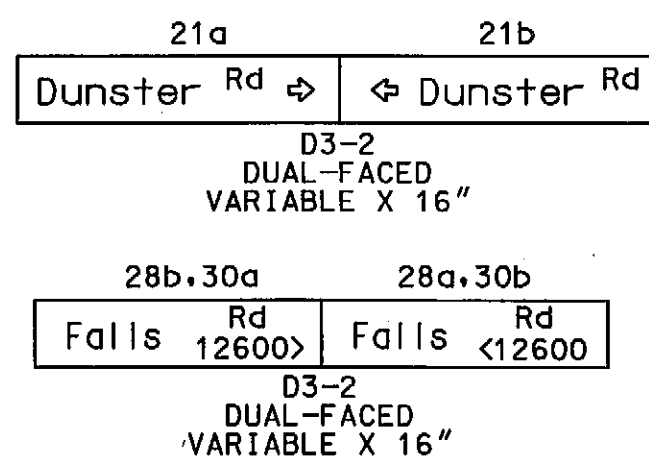 21a 21b
Dunster Rd ⇨ ⇦ Dunster Rd
D3-2
DUAL-FACED
VARIABLE X 16"
28b,30a 28a,30b
Falls Rd 12600> Falls Rd <12600
D3-2
DUAL-FACED
VARIABLE X 16"